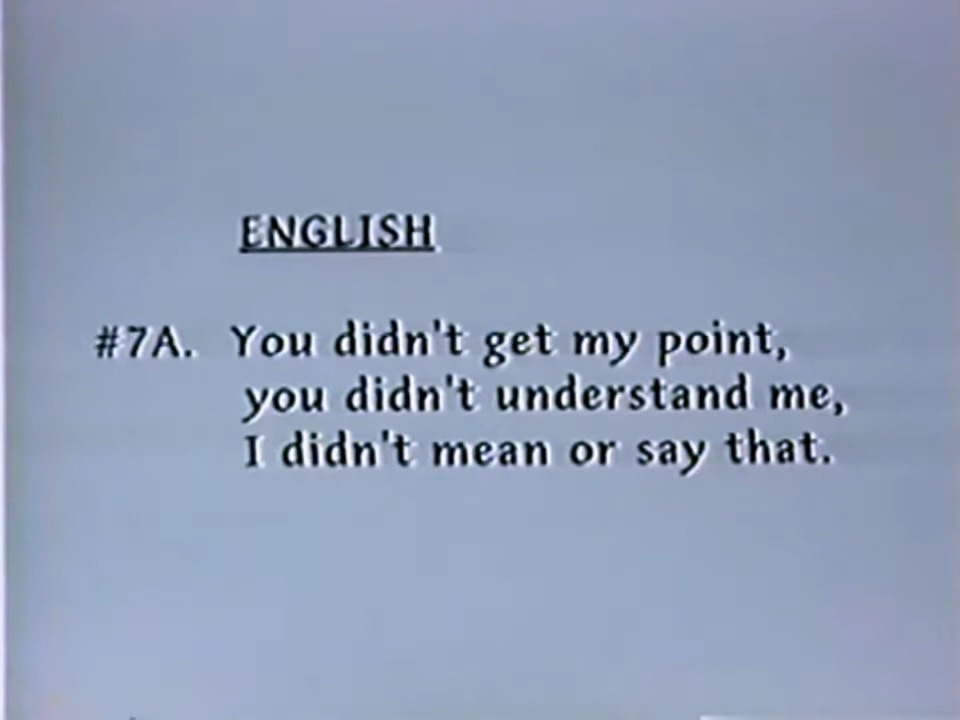 ENGLISH
#7A. You didn't get my point,
you didn't understand me,
I didn't mean or say that.